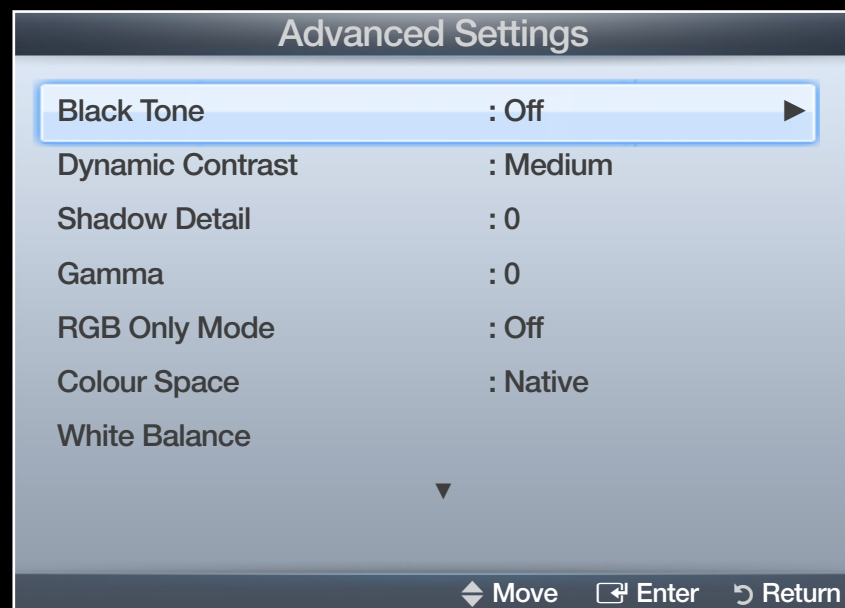 Advanced Settings
Black Tone : Off ▶
Dynamic Contrast : Medium
Shadow Detail : 0
Gamma : 0
RGB Only Mode : Off
Colour Space : Native
White Balance
▼
Move Enter Return